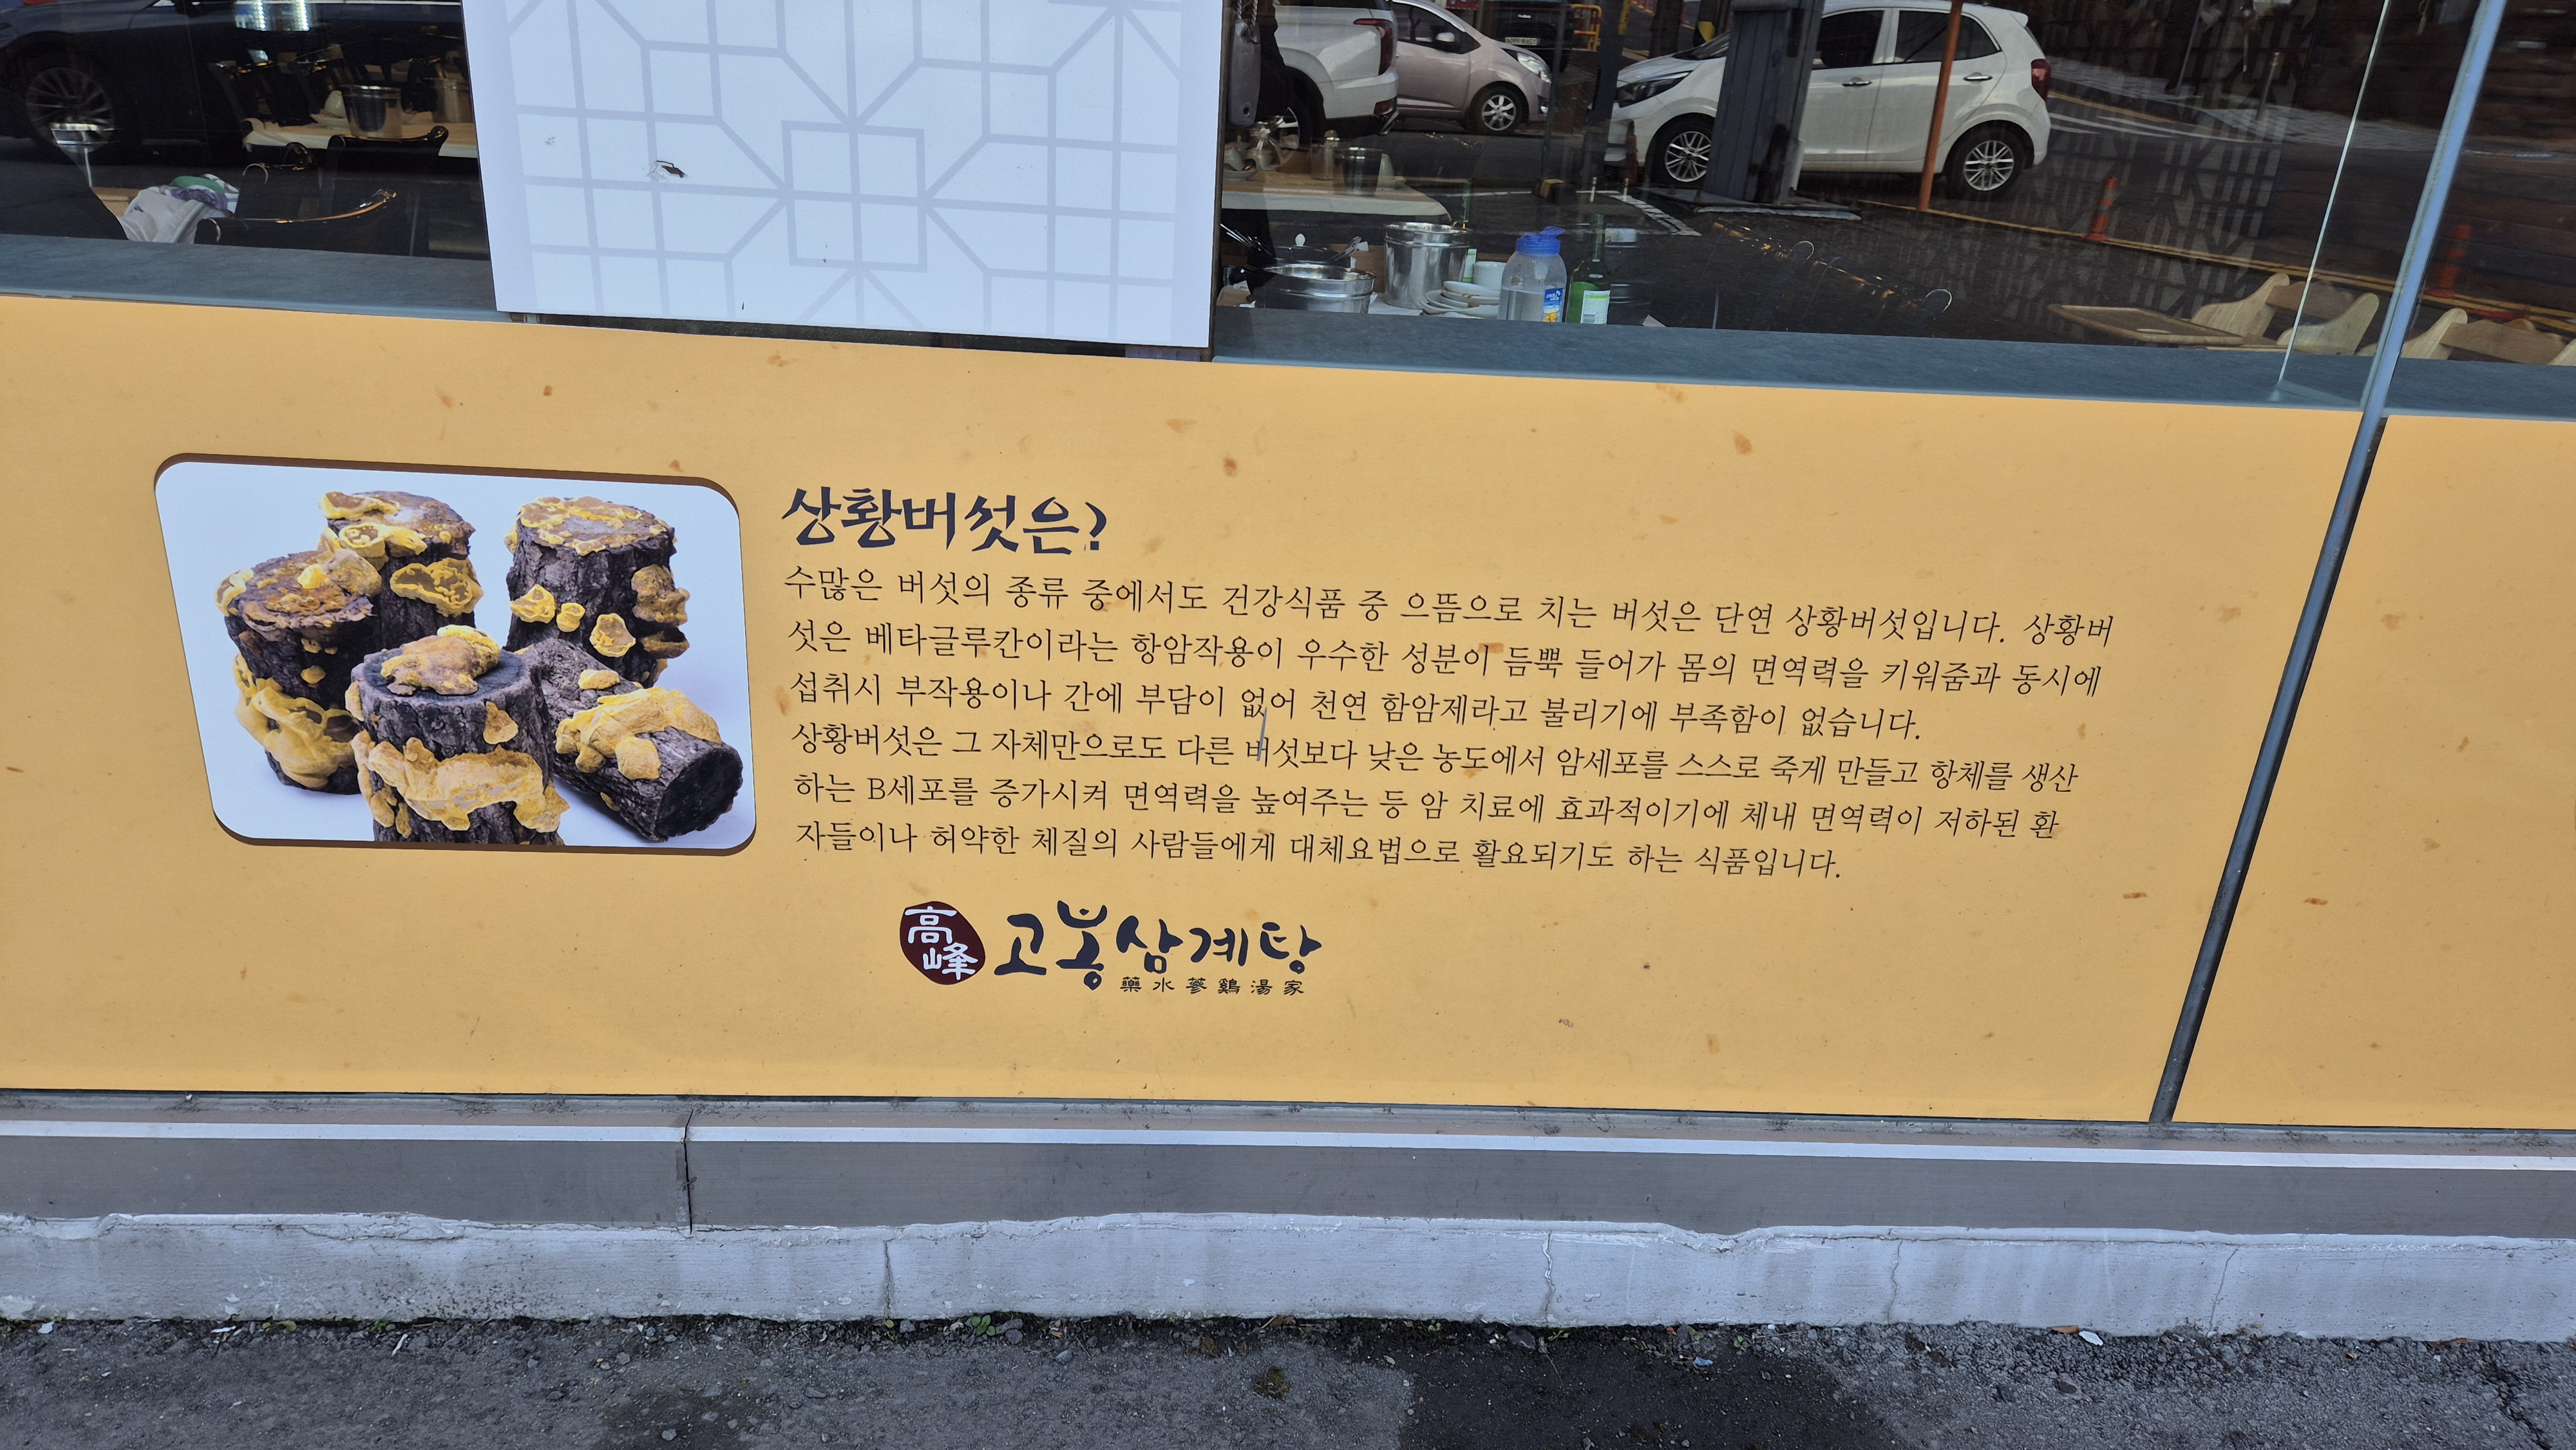 상황버섯은?
수많은 버섯의 종류 중에서도 건강식품 중 으뜸으로 치는 버섯은 단연 상황버섯입니다. 상황버
섯은 베타글루칸이라는 항암작용이 우수한 성분이 듬뿍 들어가 몸의 면역력을 키워줌과 동시에
섭취시 부작용이나 간에 부담이 없어 천연 함암제라고 불리기에 부족함이 없습니다.
상황버섯은 그 자체만으로도 다른 버섯보다 낮은 농도에서 암세포를 스스로 죽게 만들고 항체를 생산
하는 B세포를 증가시켜 면역력을 높여주는 등 암 치료에 효과적이기에 체내 면역력이 저하된 환
자들이나 허약한 체질의 사람들에게 대체요법으로 활요되기도 하는 식품입니다.
高峰 고봉삼계탕
藥水蔘鷄湯家